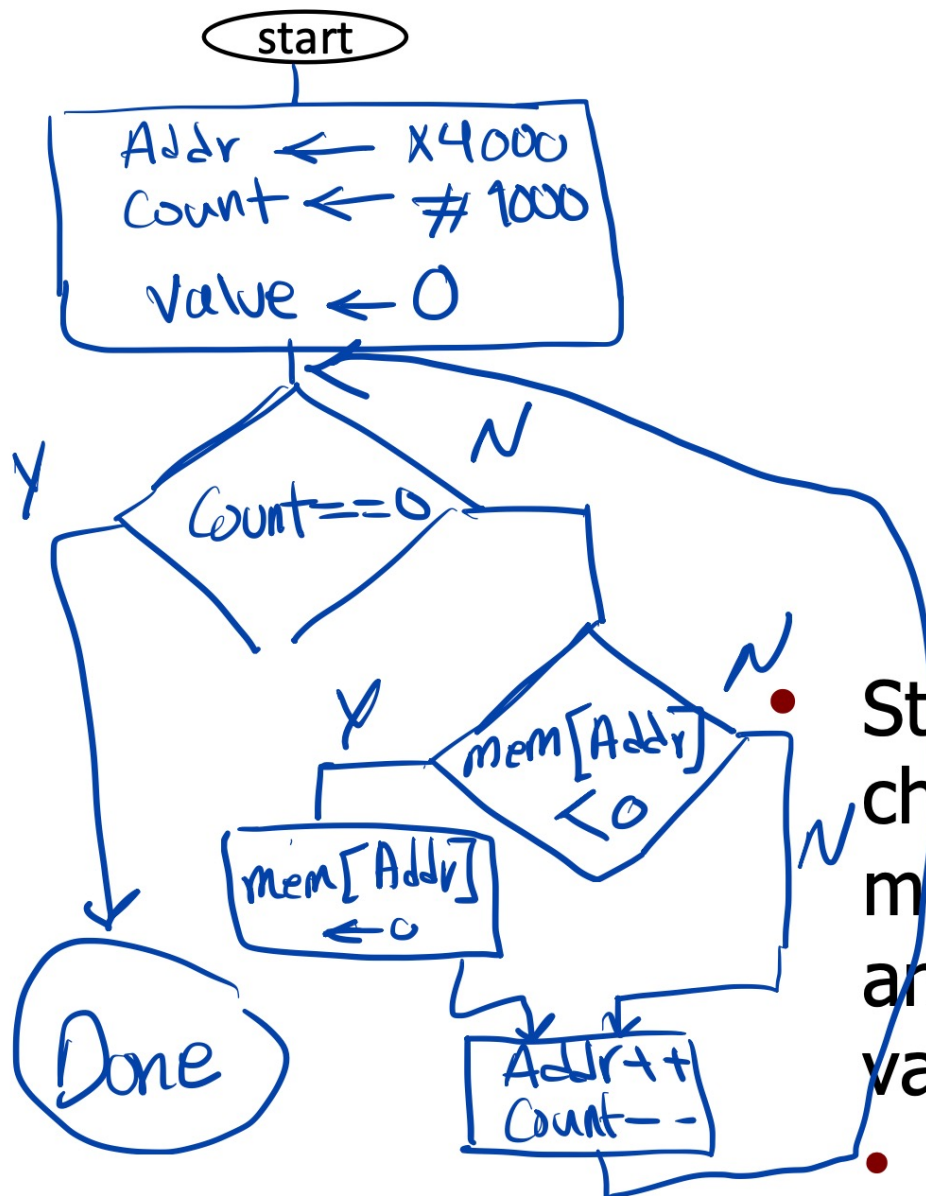 start
Addr ← x4000
Count ← # 1000
Value ← 0
Y
N
Count==0
N
Y
mem[Addr]
<0
N
mem[Addr]
←0
Done
Addr++
Count--
St
ch
m
ar
va